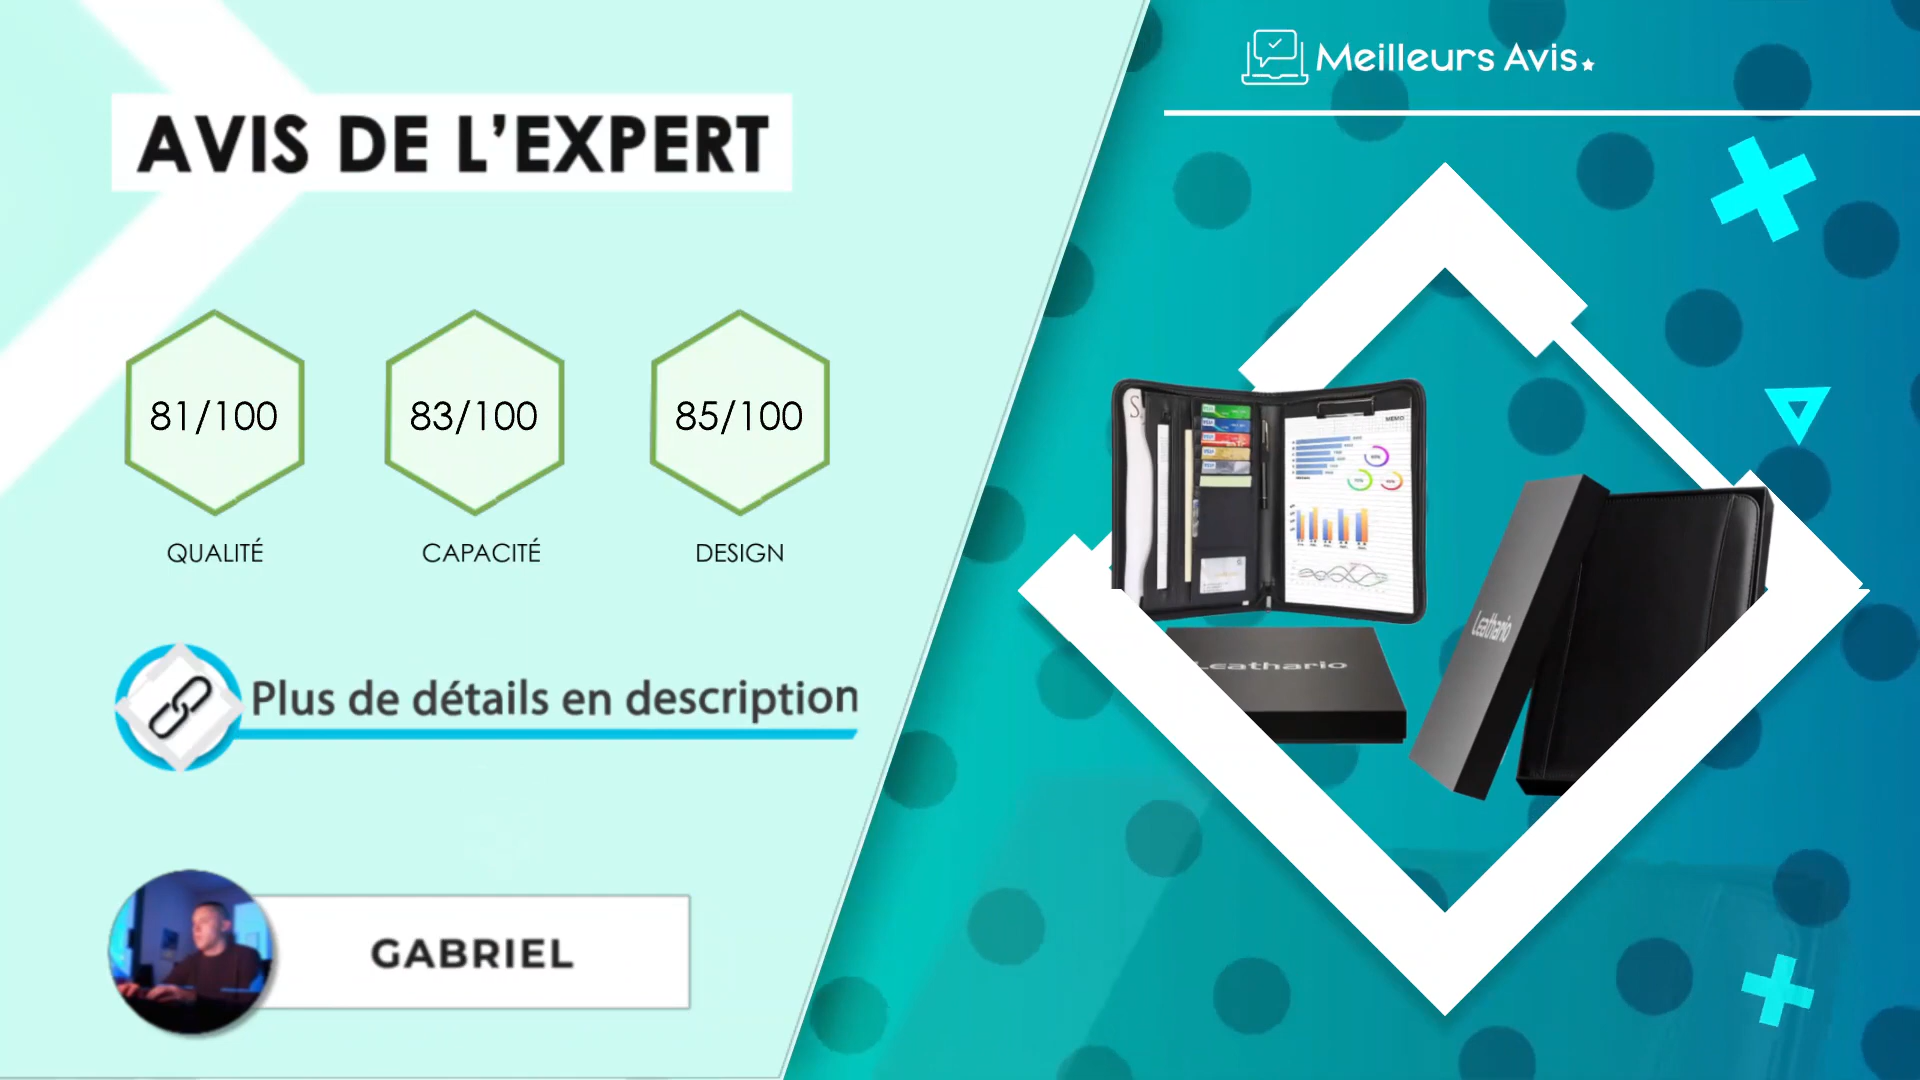 AVIS DE L'EXPERT
81/100
83/100
85/100
QUALITÉ
CAPACITÉ
DESIGN
Plus de détails en description
GABRIEL
Meilleurs Avis
MEMO
Leathario
Leathario